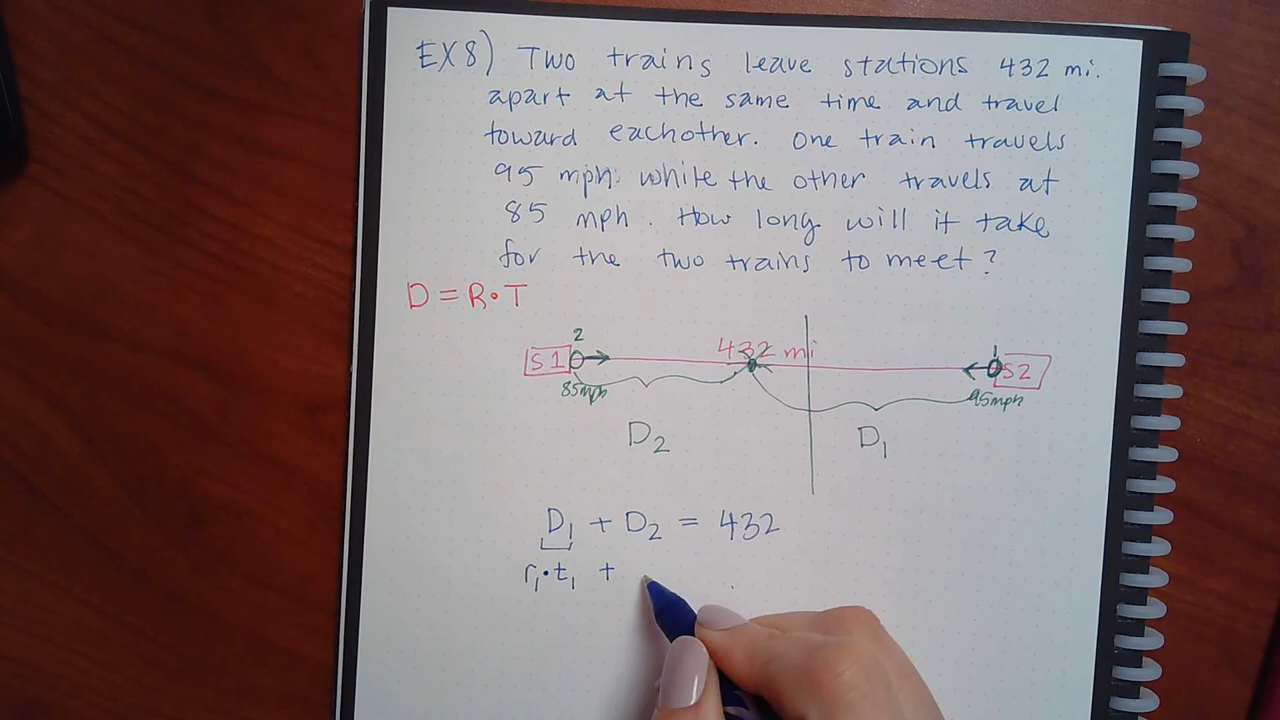 EX8) Two trains leave stations 432 mi.
apart at the same time and travel
toward eachother. One train travels
95 mph. while the other travels at
85 mph. How long will it take
for the two trains to meet?
D = R•T
2
432 mi
1
S1
S2
85mph
95mph
D₂
D₁
D₁ + D₂ = 432
r₁•t₁ +